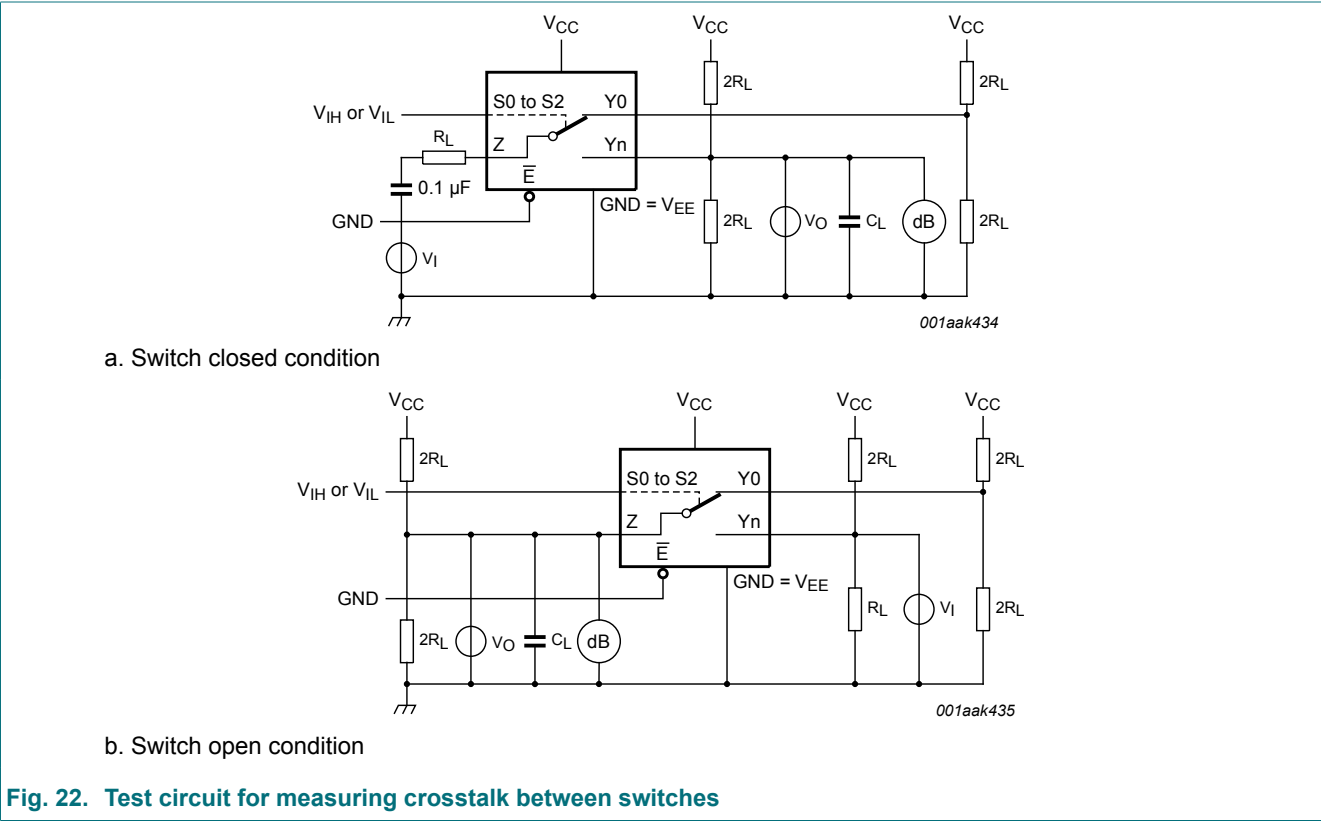 VCC VCC VCC
2RL 2RL
S0 to S2 Y0
VIH or VIL
RL Z Yn
E̅
0.1 µF
GND = VEE
GND 2RL VO CL dB 2RL
VI
001aak434
a. Switch closed condition
VCC VCC VCC VCC
2RL 2RL 2RL
S0 to S2 Y0
VIH or VIL
Z Yn
E̅
GND = VEE
GND RL VI 2RL
2RL VO CL dB
001aak435
b. Switch open condition
Fig. 22. Test circuit for measuring crosstalk between switches